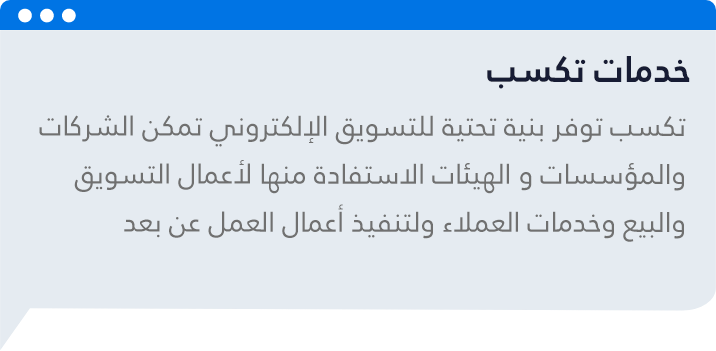 خدمات تكسب
تكسب توفر بنية تحتية للتسويق الإلكتروني تمكن الشركات
والمؤسسات و الهيئات الاستفادة منها لأعمال التسويق
والبيع وخدمات العملاء ولتنفيذ أعمال العمل عن بعد